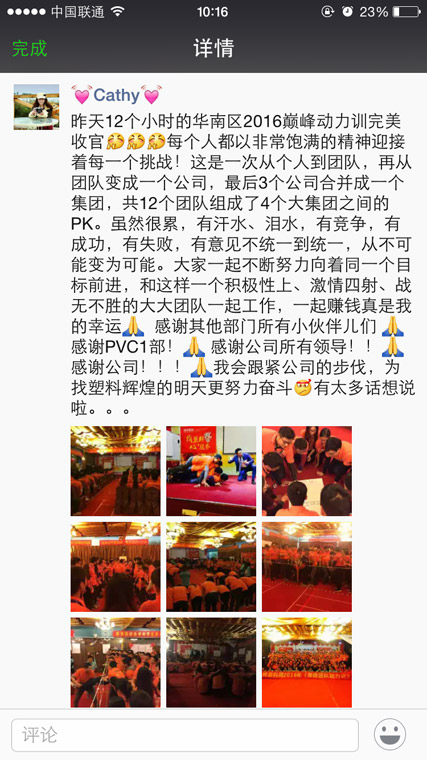 中国联通
10:16
23%
完成
详情
Cathy
昨天12个小时的华南区2016巅峰动力训完美
收官每个人都以非常饱满的精神迎接
着每一个挑战！这是一次从个人到团队，再从
团队变成一个公司，最后3个公司合并成一个
集团，共12个团队组成了4个大集团之间的
PK。虽然很累，有汗水、泪水，有竞争，有
成功，有失败，有意见不统一到统一，从不可
能变为可能。大家一起不断努力向着同一个目
标前进，和这样一个积极性上、激情四射、战
无不胜的大大团队一起工作，一起赚钱真是我
的幸运🙏 感谢其他部门所有小伙伴儿们🙏
感谢PVC1部！🙏感谢公司所有领导！！🙏
感谢公司！！！🙏我会跟紧公司的步伐，为
找塑料辉煌的明天更努力奋斗有太多话想说
啦。。。
评论